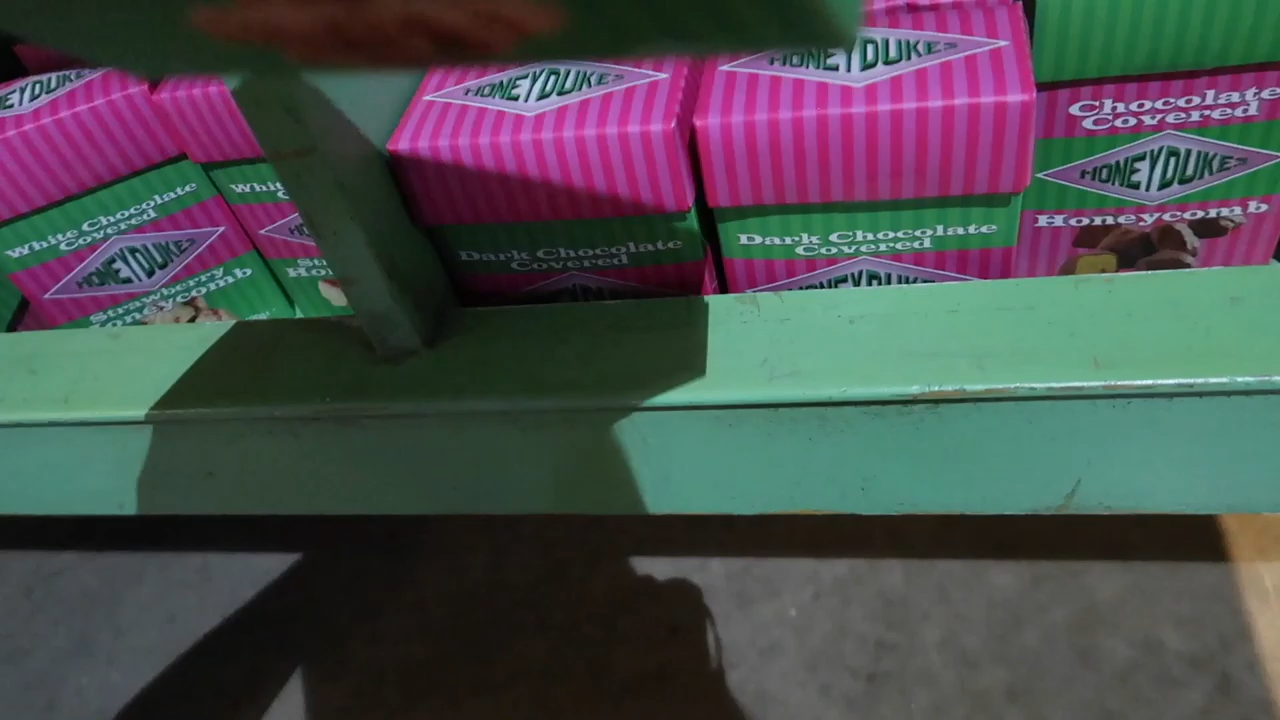 HONEYDUKES
White Chocolate
Covered
HONEYDUKES
Strawberry
Honeycomb
HONEYDUKES
Dark Chocolate
Covered
HONEYDUKES
Dark Chocolate
Covered
Chocolate
Covered
HONEYDUKES
Honeycomb